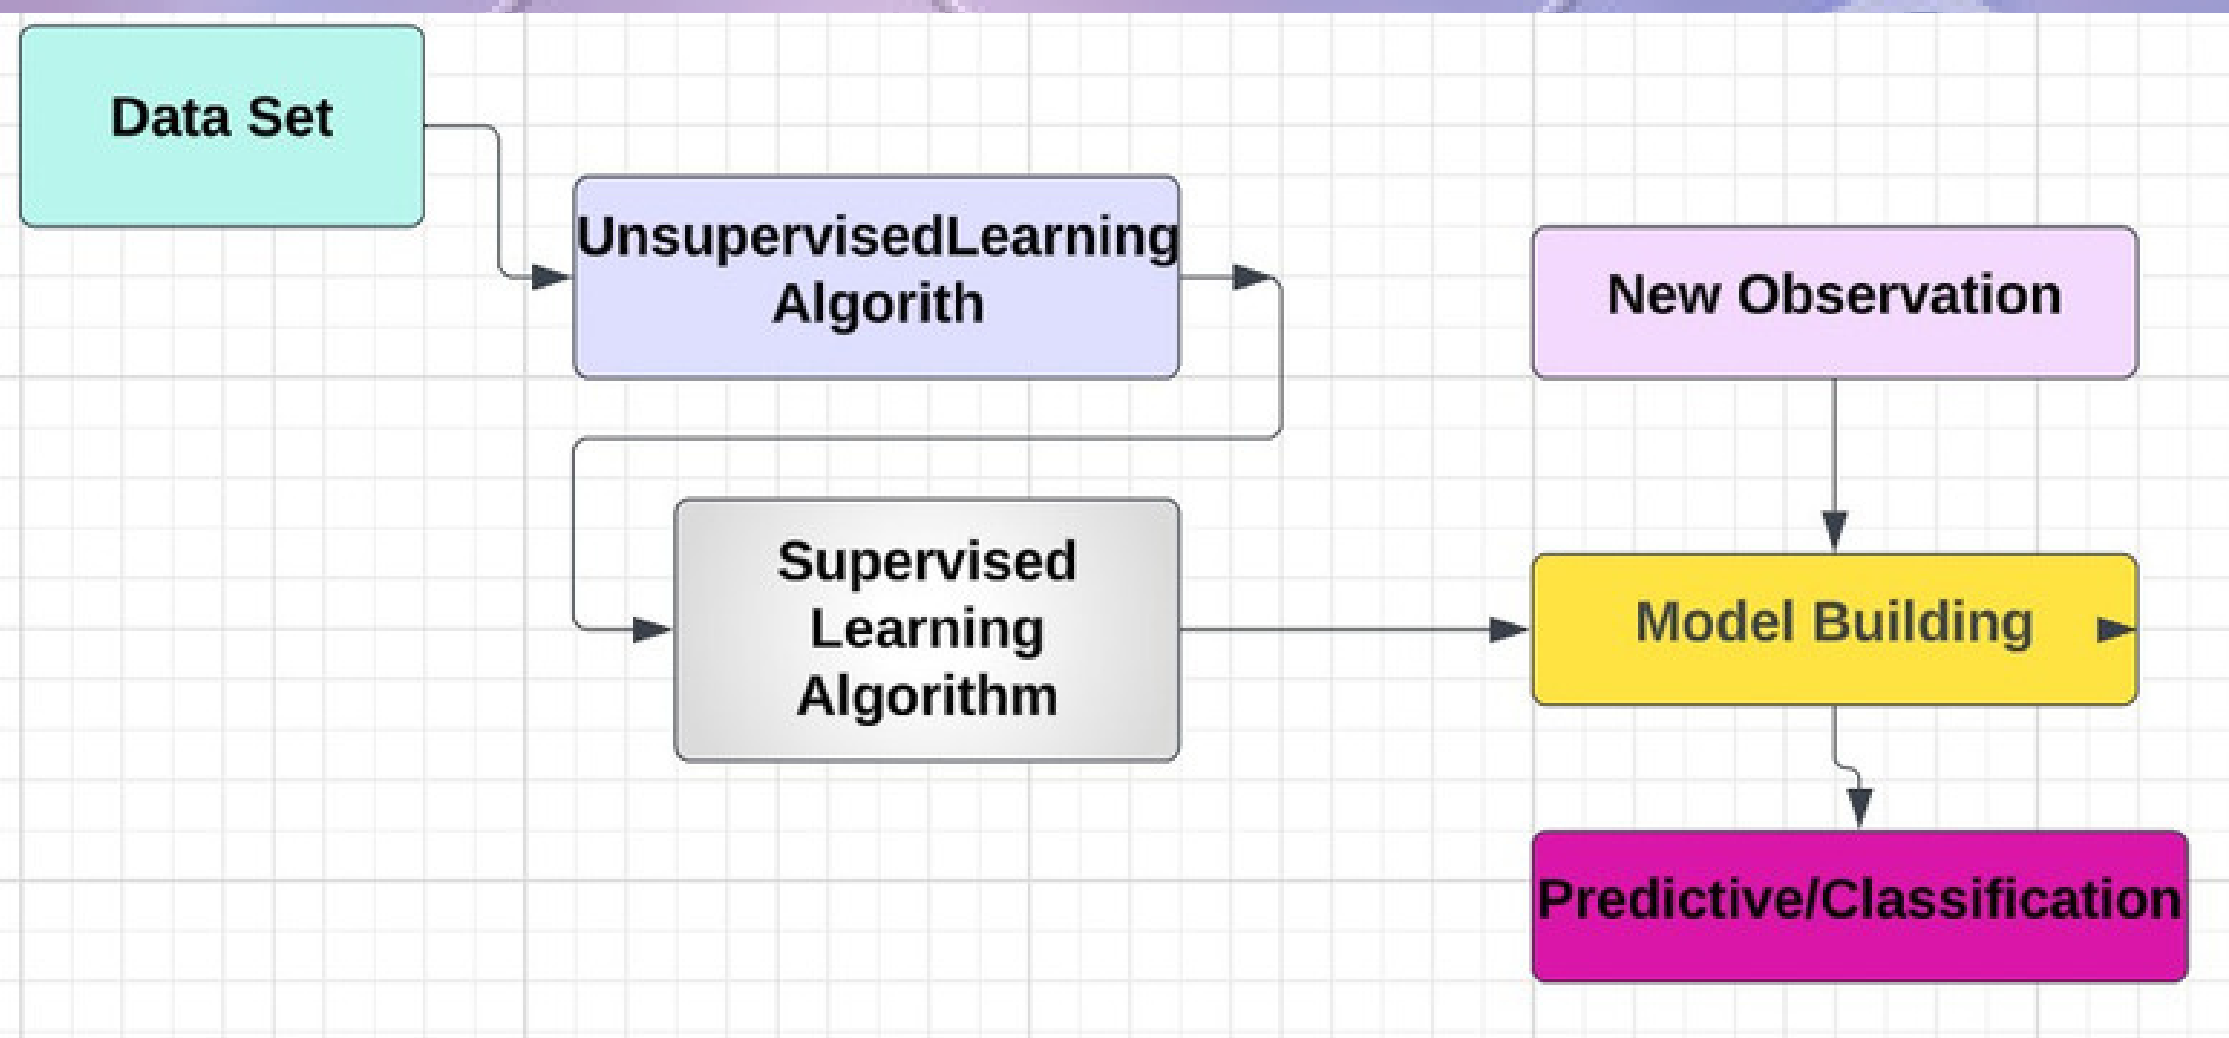 Data Set
UnsupervisedLearning
Algorith
New Observation
Supervised
Learning
Algorithm
Model Building
Predictive/Classification